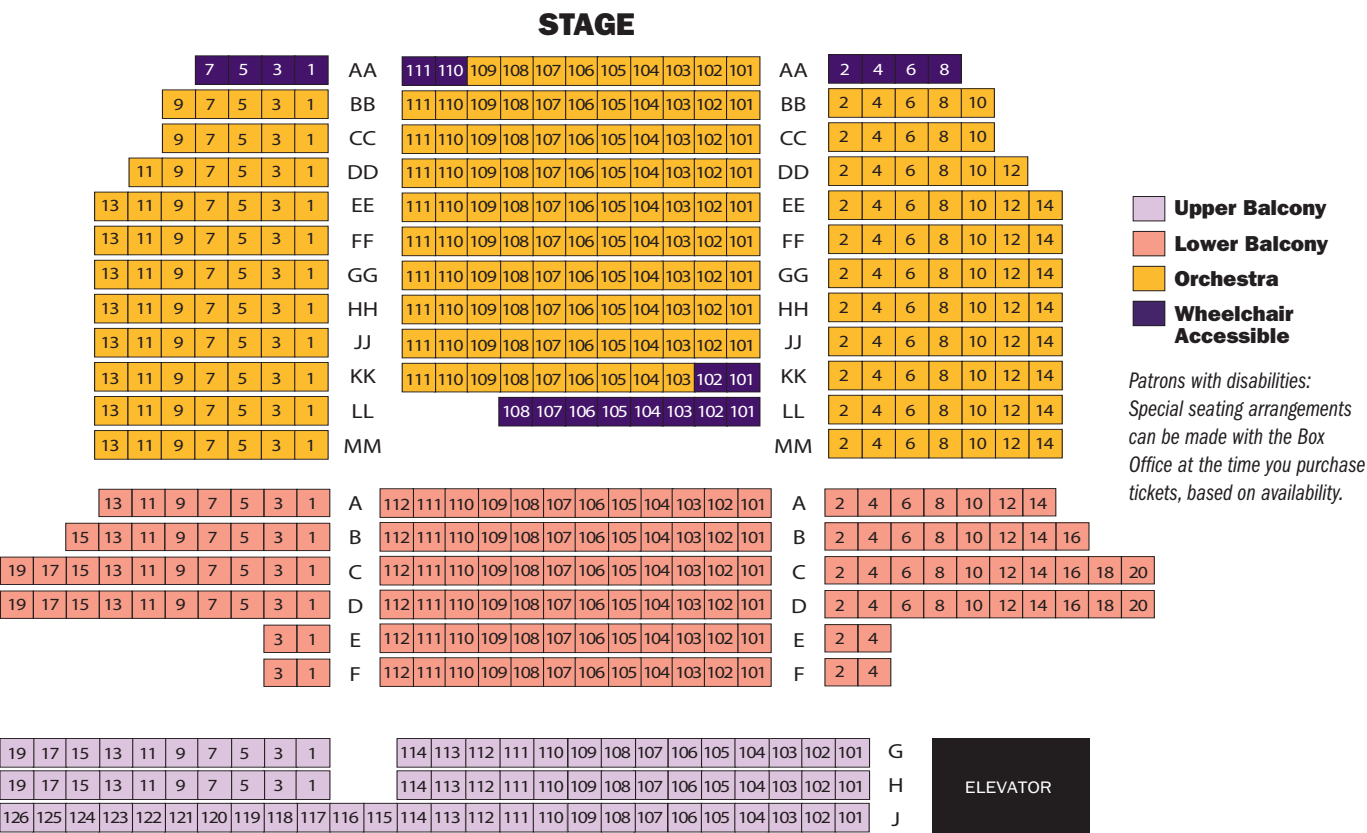 STAGE
7 5 3 1 AA 111 110 109 108 107 106 105 104 103 102 101 AA 2 4 6 8
9 7 5 3 1 BB 111 110 109 108 107 106 105 104 103 102 101 BB 2 4 6 8 10
9 7 5 3 1 CC 111 110 109 108 107 106 105 104 103 102 101 CC 2 4 6 8 10
11 9 7 5 3 1 DD 111 110 109 108 107 106 105 104 103 102 101 DD 2 4 6 8 10 12
13 11 9 7 5 3 1 EE 111 110 109 108 107 106 105 104 103 102 101 EE 2 4 6 8 10 12 14
13 11 9 7 5 3 1 FF 111 110 109 108 107 106 105 104 103 102 101 FF 2 4 6 8 10 12 14
13 11 9 7 5 3 1 GG 111 110 109 108 107 106 105 104 103 102 101 GG 2 4 6 8 10 12 14
13 11 9 7 5 3 1 HH 111 110 109 108 107 106 105 104 103 102 101 HH 2 4 6 8 10 12 14
13 11 9 7 5 3 1 JJ 111 110 109 108 107 106 105 104 103 102 101 JJ 2 4 6 8 10 12 14
13 11 9 7 5 3 1 KK 111 110 109 108 107 106 105 104 103 102 101 KK 2 4 6 8 10 12 14
13 11 9 7 5 3 1 LL 108 107 106 105 104 103 102 101 LL 2 4 6 8 10 12 14
13 11 9 7 5 3 1 MM MM 2 4 6 8 10 12 14
Upper Balcony
Lower Balcony
Orchestra
Wheelchair
Accessible
Patrons with disabilities:
Special seating arrangements
can be made with the Box
Office at the time you purchase
tickets, based on availability.
13 11 9 7 5 3 1 A 112 111 110 109 108 107 106 105 104 103 102 101 A 2 4 6 8 10 12 14
15 13 11 9 7 5 3 1 B 112 111 110 109 108 107 106 105 104 103 102 101 B 2 4 6 8 10 12 14 16
19 17 15 13 11 9 7 5 3 1 C 112 111 110 109 108 107 106 105 104 103 102 101 C 2 4 6 8 10 12 14 16 18 20
19 17 15 13 11 9 7 5 3 1 D 112 111 110 109 108 107 106 105 104 103 102 101 D 2 4 6 8 10 12 14 16 18 20
3 1 E 112 111 110 109 108 107 106 105 104 103 102 101 E 2 4
3 1 F 112 111 110 109 108 107 106 105 104 103 102 101 F 2 4
19 17 15 13 11 9 7 5 3 1 114 113 112 111 110 109 108 107 106 105 104 103 102 101 G
19 17 15 13 11 9 7 5 3 1 114 113 112 111 110 109 108 107 106 105 104 103 102 101 H
126 125 124 123 122 121 120 119 118 117 116 115 114 113 112 111 110 109 108 107 106 105 104 103 102 101 J
ELEVATOR